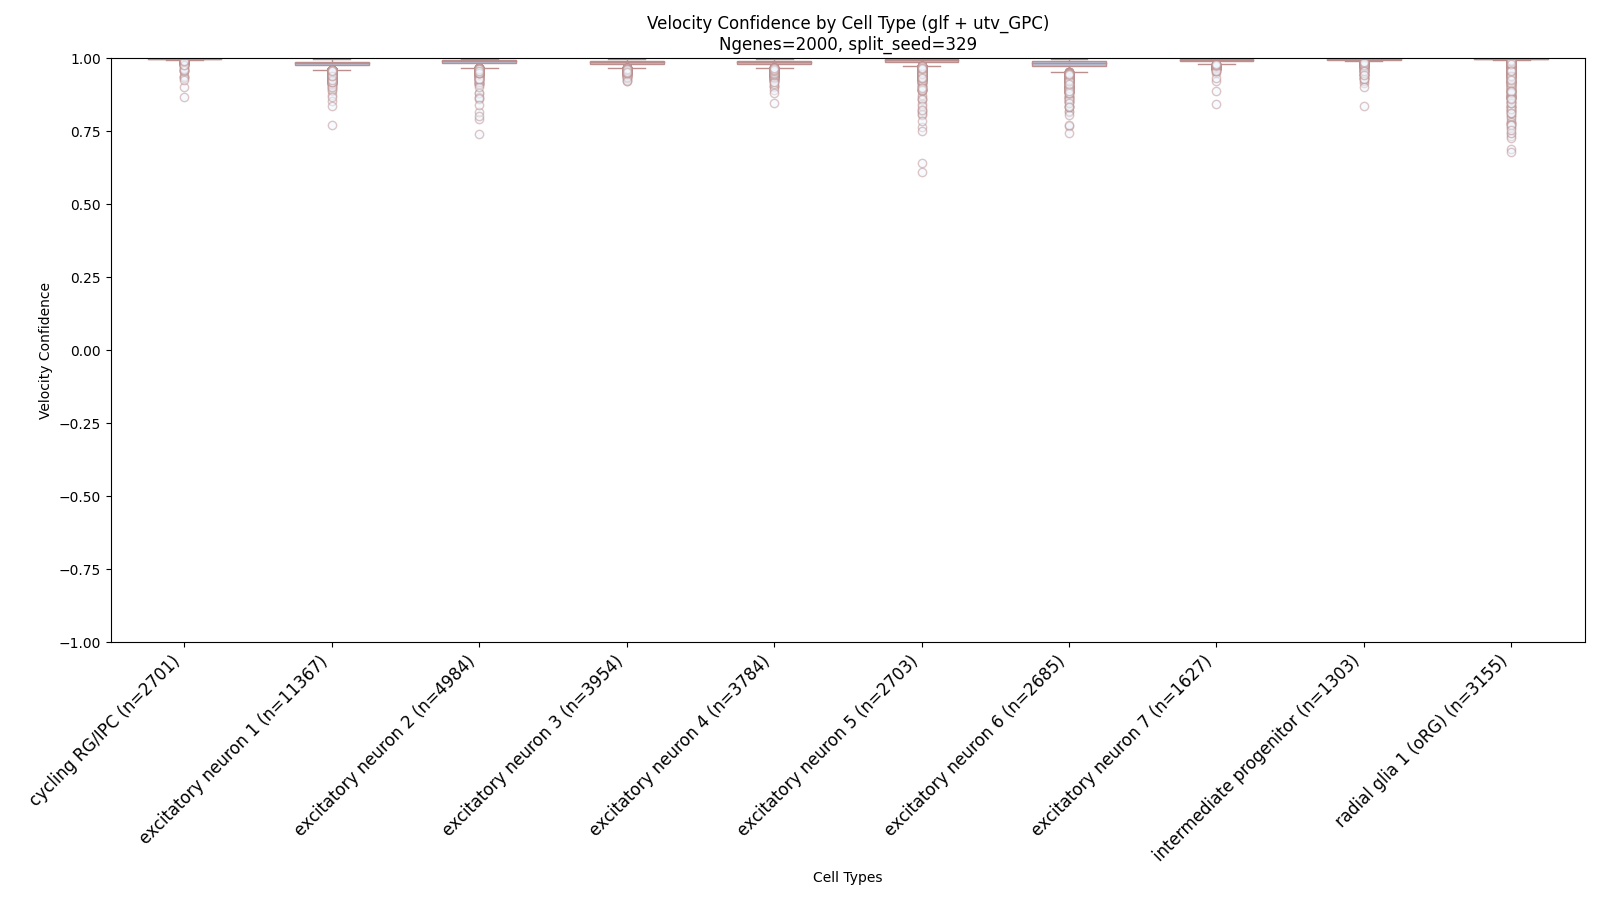 Velocity Confidence by Cell Type (glf + utv_GPC)
Ngenes=2000, split_seed=329
Velocity Confidence
1.00
0.75
0.50
0.25
0.00
−0.25
−0.50
−0.75
−1.00
cycling RG/IPC (n=2701)
excitatory neuron 1 (n=11367)
excitatory neuron 2 (n=4984)
excitatory neuron 3 (n=3954)
excitatory neuron 4 (n=3784)
excitatory neuron 5 (n=2703)
excitatory neuron 6 (n=2685)
excitatory neuron 7 (n=1627)
intermediate progenitor (n=1303)
radial glia 1 (oRG) (n=3155)
Cell Types